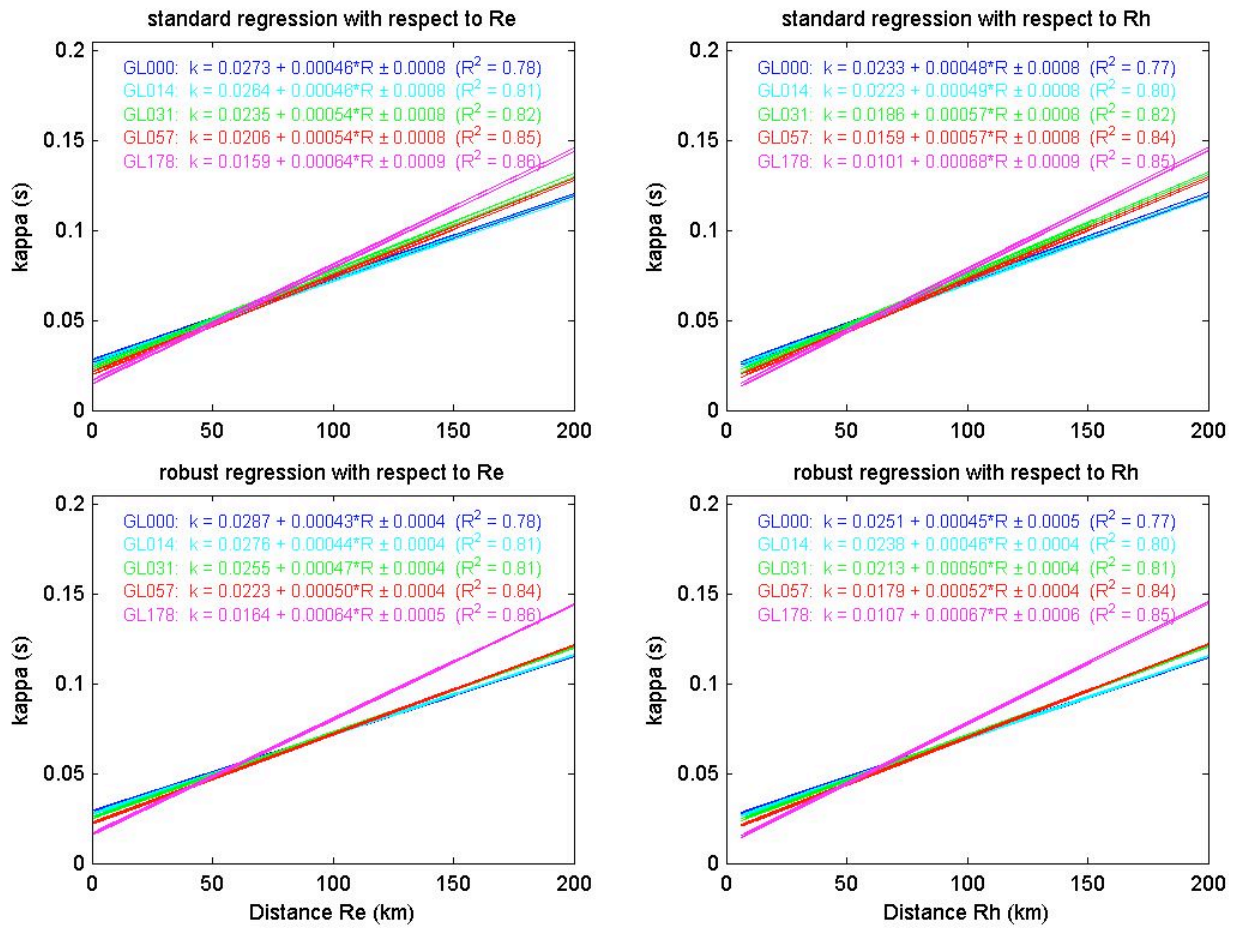 standard regression with respect to Re
0.2
0.15
0.1
0.05
0
kappa (s)
GL000: k = 0.0273 + 0.00046*R ± 0.0008 (R² = 0.78)
GL014: k = 0.0264 + 0.00046*R ± 0.0008 (R² = 0.81)
GL031: k = 0.0235 + 0.00054*R ± 0.0008 (R² = 0.82)
GL057: k = 0.0206 + 0.00054*R ± 0.0008 (R² = 0.85)
GL178: k = 0.0159 + 0.00064*R ± 0.0009 (R² = 0.86)
0 50 100 150 200
standard regression with respect to Rh
0.2
0.15
0.1
0.05
0
kappa (s)
GL000: k = 0.0233 + 0.00048*R ± 0.0008 (R² = 0.77)
GL014: k = 0.0223 + 0.00049*R ± 0.0008 (R² = 0.80)
GL031: k = 0.0186 + 0.00057*R ± 0.0008 (R² = 0.82)
GL057: k = 0.0159 + 0.00057*R ± 0.0008 (R² = 0.84)
GL178: k = 0.0101 + 0.00068*R ± 0.0009 (R² = 0.85)
0 50 100 150 200
robust regression with respect to Re
0.2
0.15
0.1
0.05
0
kappa (s)
GL000: k = 0.0287 + 0.00043*R ± 0.0004 (R² = 0.78)
GL014: k = 0.0276 + 0.00044*R ± 0.0004 (R² = 0.81)
GL031: k = 0.0255 + 0.00047*R ± 0.0004 (R² = 0.81)
GL057: k = 0.0223 + 0.00050*R ± 0.0004 (R² = 0.84)
GL178: k = 0.0164 + 0.00064*R ± 0.0005 (R² = 0.86)
0 50 100 150 200
Distance Re (km)
robust regression with respect to Rh
0.2
0.15
0.1
0.05
0
kappa (s)
GL000: k = 0.0251 + 0.00045*R ± 0.0005 (R² = 0.77)
GL014: k = 0.0238 + 0.00046*R ± 0.0004 (R² = 0.80)
GL031: k = 0.0213 + 0.00050*R ± 0.0004 (R² = 0.81)
GL057: k = 0.0179 + 0.00052*R ± 0.0004 (R² = 0.84)
GL178: k = 0.0107 + 0.00067*R ± 0.0006 (R² = 0.85)
0 50 100 150 200
Distance Rh (km)